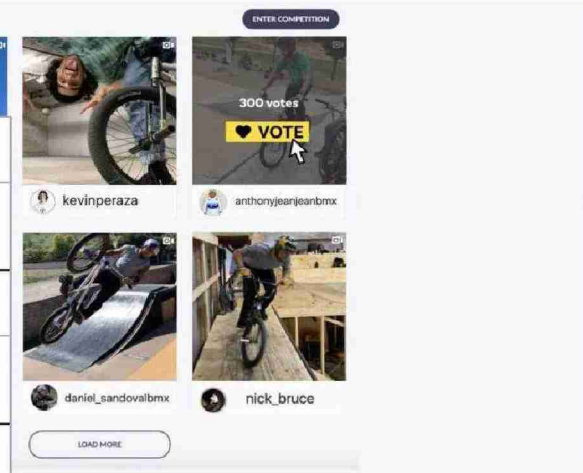 ENTER COMPETITION
300 votes
VOTE
kevinperaza
anthonyjeanjeanbmx
daniel_sandovalbmx
nick_bruce
LOAD MORE